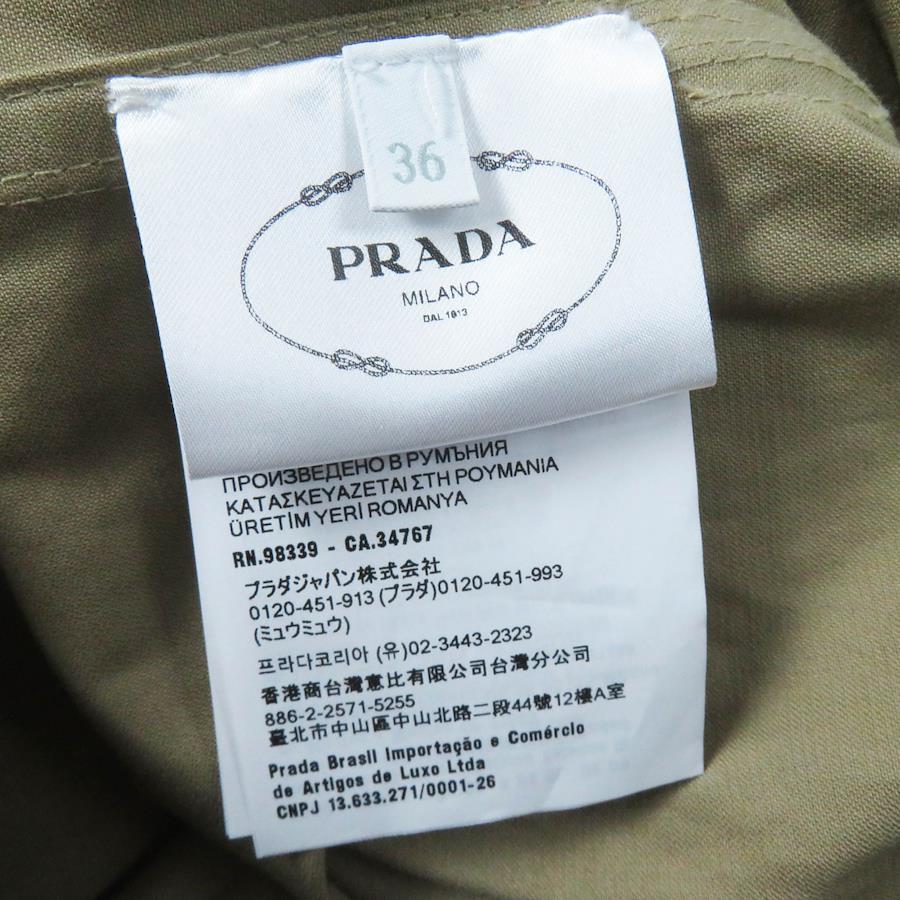 36
PRADA
MILANO
DAL 1913
ПРОИЗВЕДЕНО В РУМЪНИЯ
ΚΑΤΑΣΚΕΥΑΖΕΤΑΙ ΣΤΗ ΡΟΥΜΑΝΙΑ
ÜRETİM YERİ ROMANYA
RN.98339 - CA.34767
プラダジャパン株式会社
0120-451-913 (プラダ)0120-451-993
(ミュウミュウ)
프라다코리아 (유)02-3443-2323
香港商台灣意比有限公司台灣分公司
886-2-2571-5255
臺北市中山區中山北路二段44號12樓A室
Prada Brasil Importação e Comércio
de Artigos de Luxo Ltda
CNPJ 13.633.271/0001-26